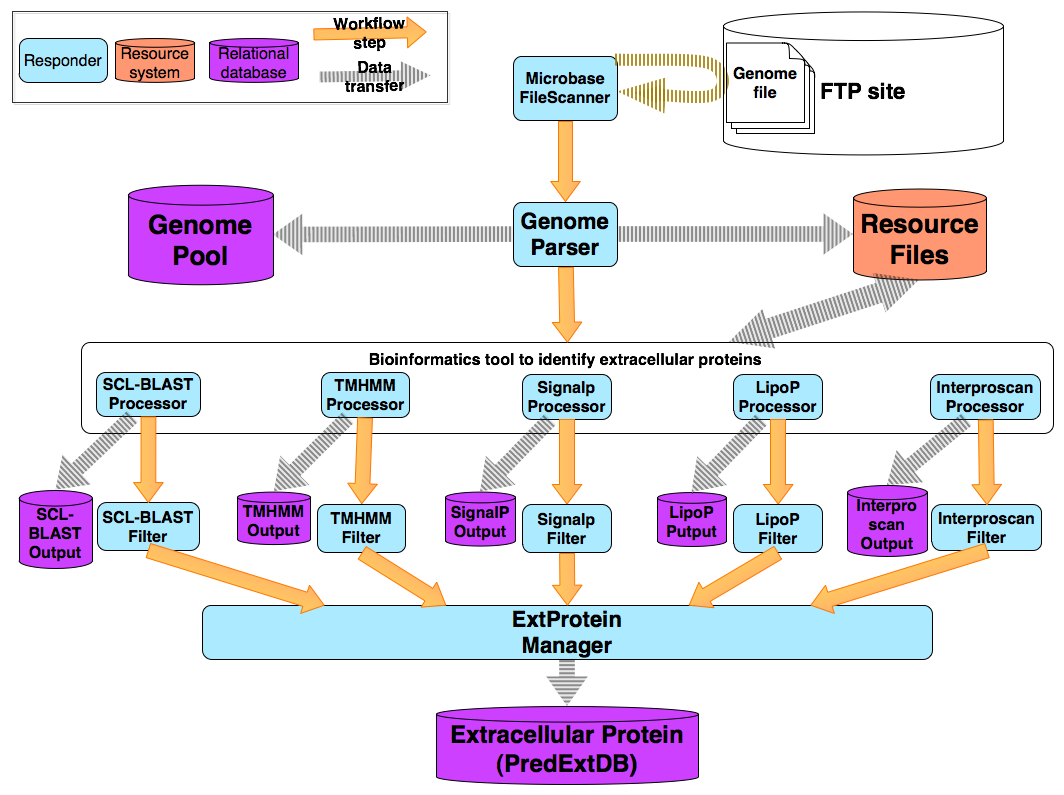 Responder
Resource
system
Relational
database
Workflow
step
Data
transfer
Microbase
FileScanner
Genome
file
FTP site
Genome
Pool
Genome
Parser
Resource
Files
Bioinformatics tool to identify extracellular proteins
SCL-BLAST
Processor
TMHMM
Processor
Signalp
Processor
LipoP
Processor
Interproscan
Processor
SCL-
BLAST
Output
SCL-BLAST
Filter
TMHMM
Output
TMHMM
Filter
SignalP
Output
Signalp
Filter
LipoP
Putput
LipoP
Filter
Interpro
scan
Output
Interproscan
Filter
ExtProtein
Manager
Extracellular Protein
(PredExtDB)